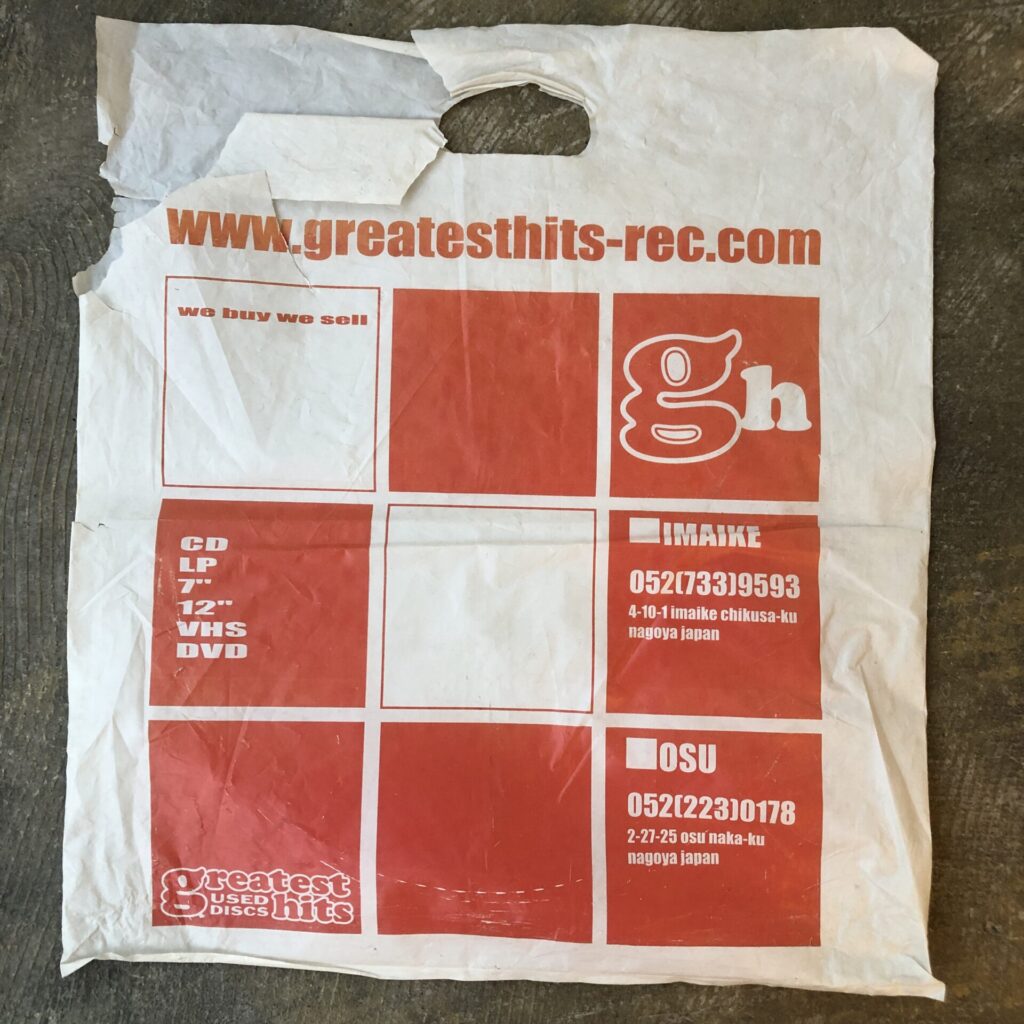 www.greatesthits-rec.com
we buy we sell
gh
CD
LP
7"
12"
VHS
DVD
IMAIKE
052(733)9593
4-10-1 imaike chikusa-ku
nagoya japan
OSU
052(223)0178
2-27-25 osu naka-ku
nagoya japan
greatest
USED
DISCS hits